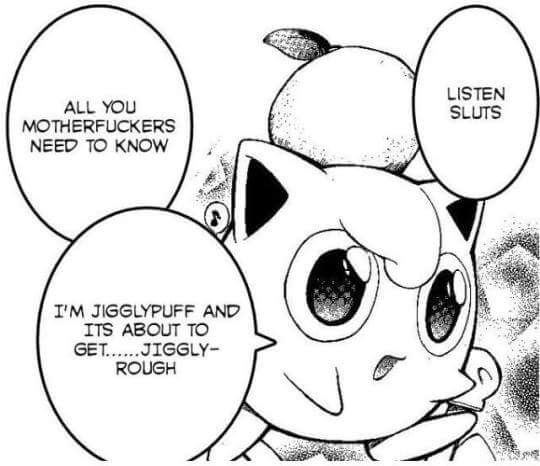 LISTEN
SLUTS
ALL YOU
MOTHERFUCKERS
NEED TO KNOW
I'M JIGGLYPUFF AND
ITS ABOUT TO
GET......JIGGLY-
ROUGH